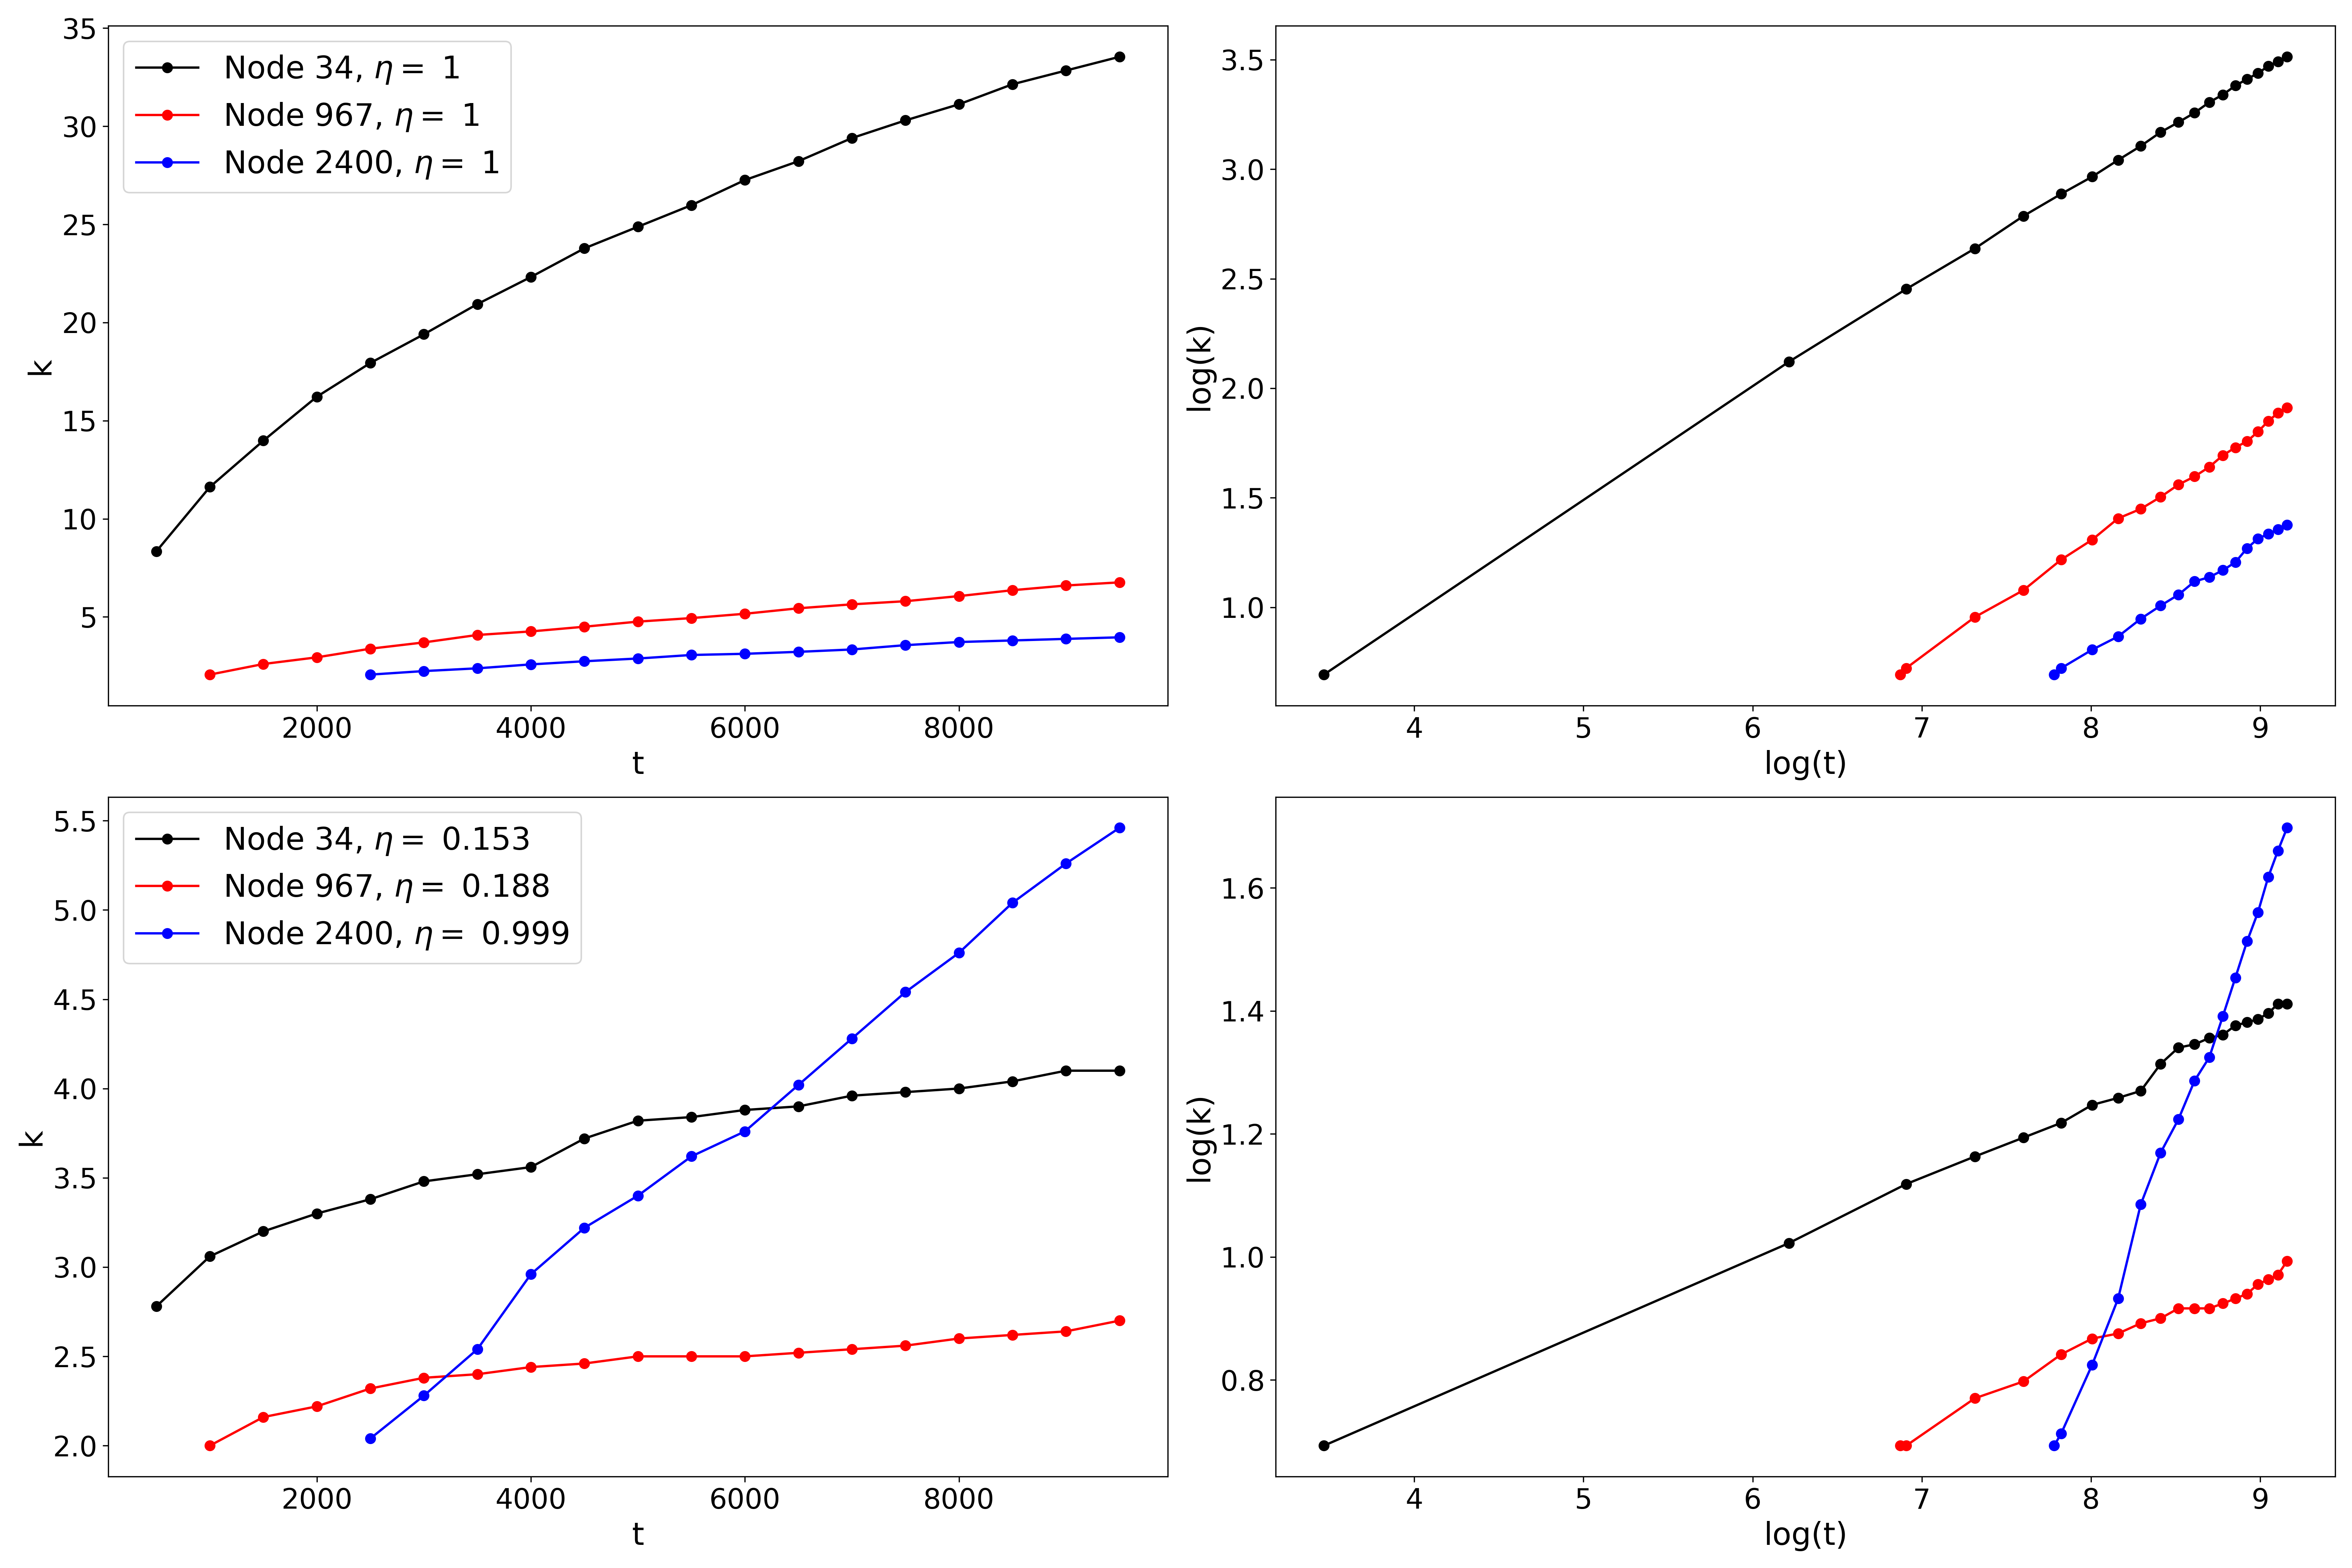 35
30
25
20
15
10
5
k
Node 34, η = 1
Node 967, η = 1
Node 2400, η = 1
2000 4000 6000 8000
t
3.5
3.0
2.5
2.0
1.5
1.0
log(k)
4 5 6 7 8 9
log(t)
5.5
5.0
4.5
4.0
3.5
3.0
2.5
2.0
k
Node 34, η = 0.153
Node 967, η = 0.188
Node 2400, η = 0.999
2000 4000 6000 8000
t
1.6
1.4
1.2
1.0
0.8
log(k)
4 5 6 7 8 9
log(t)